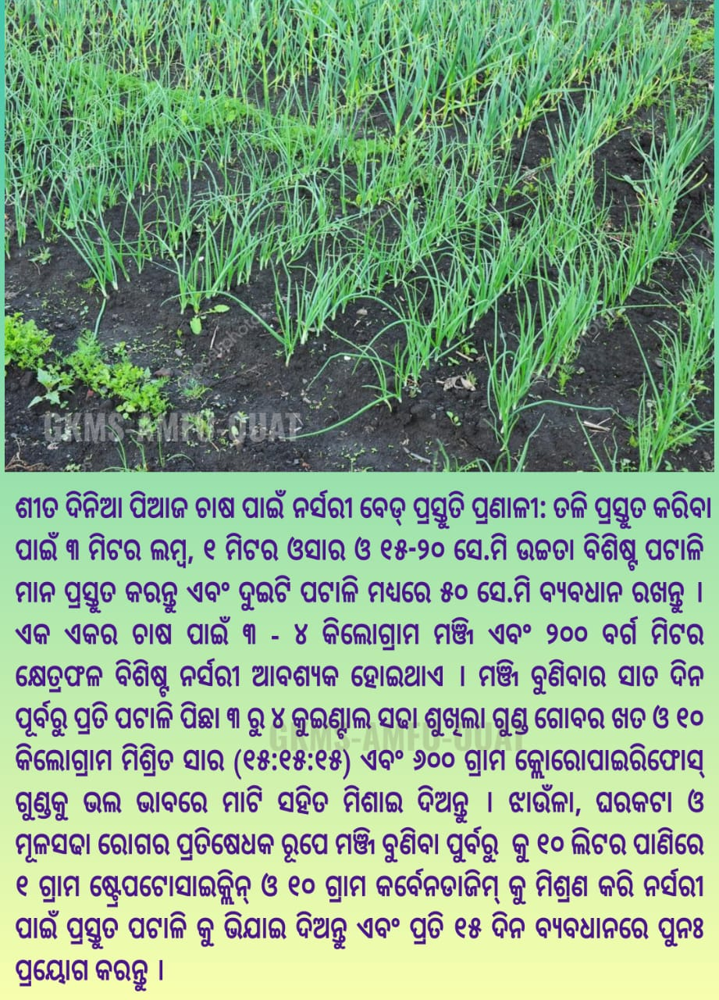 GKMS-AMFU-OUAT
ଶୀତ ଦିନିଆ ପିଆଜ ଚାଷ ପାଇଁ ନର୍ସରୀ ବେଡ୍ ପ୍ରସ୍ତୁତି ପ୍ରଣାଳୀ: ତଳି ପ୍ରସ୍ତୁତ କରିବା
ପାଇଁ ୩ ମିଟର ଲମ୍ବ, ୧ ମିଟର ଓସାର ଓ ୧୫-୨୦ ସେ.ମି ଉଚ୍ଚତା ବିଶିଷ୍ଟ ପଟାଳି
ମାନ ପ୍ରସ୍ତୁତ କରନ୍ତୁ ଏବଂ ଦୁଇଟି ପଟାଳି ମଧ୍ୟରେ ୫୦ ସେ.ମି ବ୍ୟବଧାନ ରଖନ୍ତୁ ।
ଏକ ଏକର ଚାଷ ପାଇଁ ୩ - ୪ କିଲୋଗ୍ରାମ ମଞ୍ଜି ଏବଂ ୨୦୦ ବର୍ଗ ମିଟର
କ୍ଷେତ୍ରଫଳ ବିଶିଷ୍ଟ ନର୍ସରୀ ଆବଶ୍ୟକ ହୋଇଥାଏ । ମଞ୍ଜି ବୁଣିବାର ସାତ ଦିନ
ପୂର୍ବରୁ ପ୍ରତି ପଟାଳି ପିଛା ୩ ରୁ ୪ କୁଇଣ୍ଟାଲ ସଢା ଶୁଖିଲା ଗୁଣ୍ଡ ଗୋବର ଖତ ଓ ୧୦
GKMS-AMFU-OUAT
କିଲୋଗ୍ରାମ ମିଶ୍ରିତ ସାର (୧୫:୧୫:୧୫) ଏବଂ ୬୦୦ ଗ୍ରାମ କ୍ଲୋରୋପାଇରିଫୋସ୍
ଗୁଣ୍ଡକୁ ଭଲ ଭାବରେ ମାଟି ସହିତ ମିଶାଇ ଦିଅନ୍ତୁ । ଝାଉଁଳା, ଘରକଟା ଓ
ମୂଳସଢା ରୋଗର ପ୍ରତିଷେଧକ ରୂପେ ମଞ୍ଜି ବୁଣିବା ପୁର୍ବରୁ କୁ ୧୦ ଲିଟର ପାଣିରେ
୧ ଗ୍ରାମ ଷ୍ଟ୍ରେପଟୋସାଇକ୍ଲିନ୍ ଓ ୧୦ ଗ୍ରାମ କର୍ବେନଡାଜିମ୍ କୁ ମିଶ୍ରଣ କରି ନର୍ସରୀ
ପାଇଁ ପ୍ରସ୍ତୁତ ପଟାଳି କୁ ଭିଯାଇ ଦିଅନ୍ତୁ ଏବଂ ପ୍ରତି ୧୫ ଦିନ ବ୍ୟବଧାନରେ ପୁନଃ
ପ୍ରୟୋଗ କରନ୍ତୁ ।